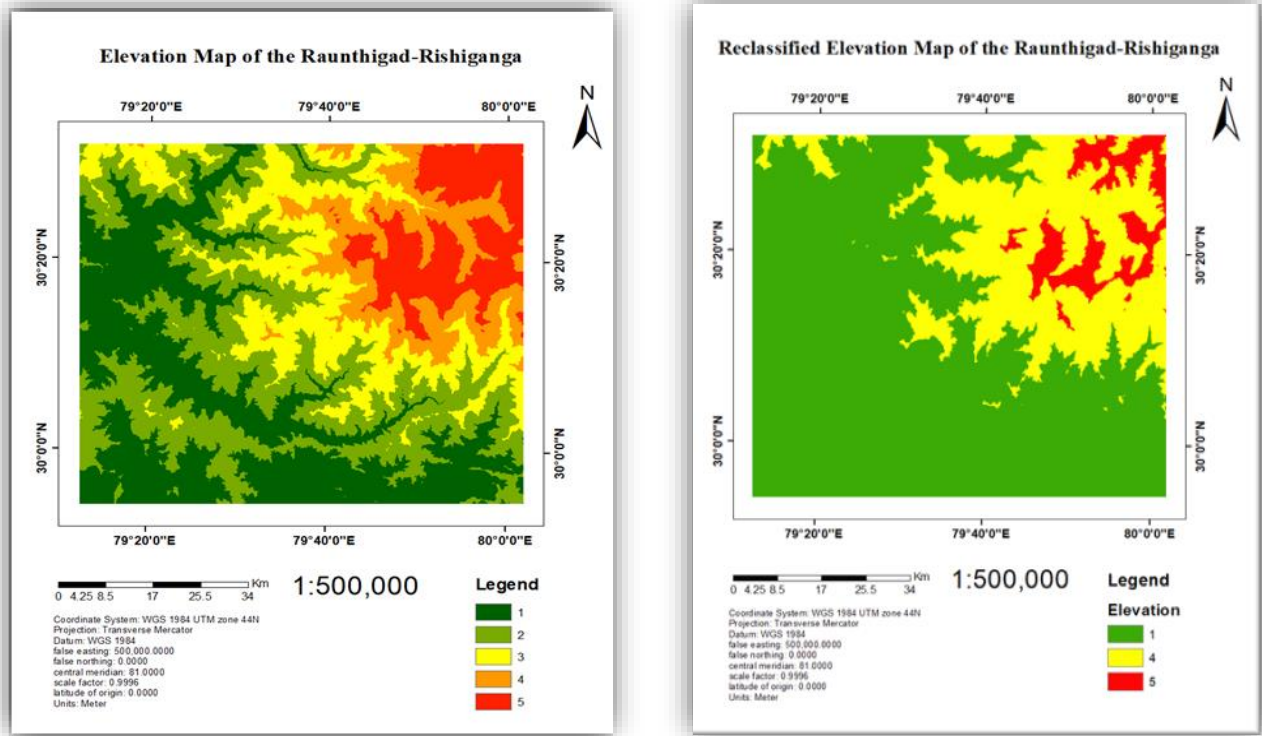 Elevation Map of the Raunthigad-Rishiganga
N
79°20'0"E 79°40'0"E 80°0'0"E
30°20'0"N
30°20'0"N
30°0'0"N
30°0'0"N
79°20'0"E 79°40'0"E 80°0'0"E
Km
0 4.25 8.5 17 25.5 34
1:500,000
Coordinate System: WGS 1984 UTM zone 44N
Projection: Transverse Mercator
Datum: WGS 1984
false easting: 500,000.0000
false northing: 0.0000
central meridian: 81.0000
scale factor: 0.9996
latitude of origin: 0.0000
Units: Meter
Legend
1
2
3
4
5
Reclassified Elevation Map of the Raunthigad-Rishiganga
N
79°20'0"E 79°40'0"E 80°0'0"E
30°20'0"N
30°20'0"N
30°0'0"N
30°0'0"N
79°20'0"E 79°40'0"E 80°0'0"E
Km
0 4.25 8.5 17 25.5 34
1:500,000
Coordinate System: WGS 1984 UTM zone 44N
Projection: Transverse Mercator
Datum: WGS 1984
false easting: 500,000.0000
false northing: 0.0000
central meridian: 81.0000
scale factor: 0.9996
latitude of origin: 0.0000
Units: Meter
Legend
Elevation
1
4
5